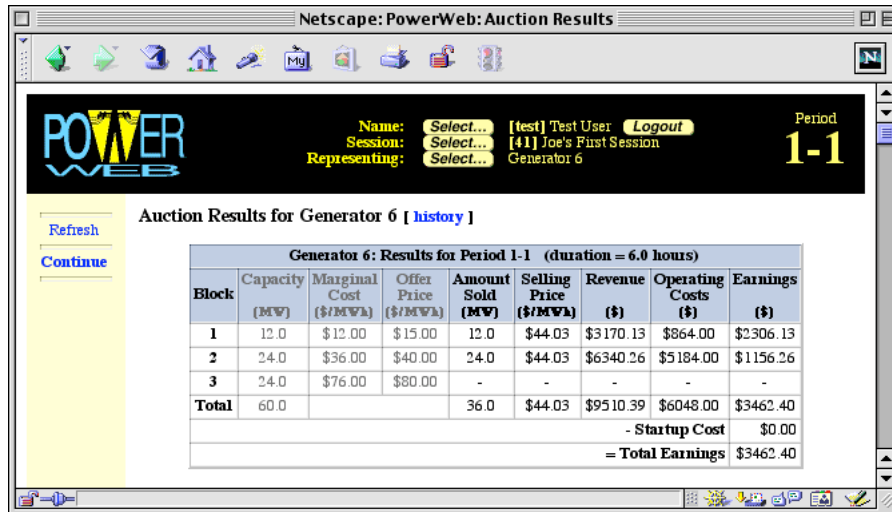 Netscape: PowerWeb: Auction Results
My
N
POWER
WEB
Name: Select... [test] Test User Logout
Session: Select... [41] Joe's First Session
Representing: Select... Generator 6
Period
1-1
Refresh
Continue
Auction Results for Generator 6 [ history ]
Generator 6: Results for Period 1-1 (duration = 6.0 hours)
Block Capacity (MW) Marginal Cost ($/MWh) Offer Price ($/MWh) Amount Sold (MW) Selling Price ($/MWh) Revenue ($) Operating Costs ($) Earnings ($)
1 12.0 $12.00 $15.00 12.0 $44.03 $3170.13 $864.00 $2306.13
2 24.0 $36.00 $40.00 24.0 $44.03 $6340.26 $5184.00 $1156.26
3 24.0 $76.00 $80.00 - - - - -
Total 60.0 36.0 $44.03 $9510.39 $6048.00 $3462.40
- Startup Cost $0.00
= Total Earnings $3462.40